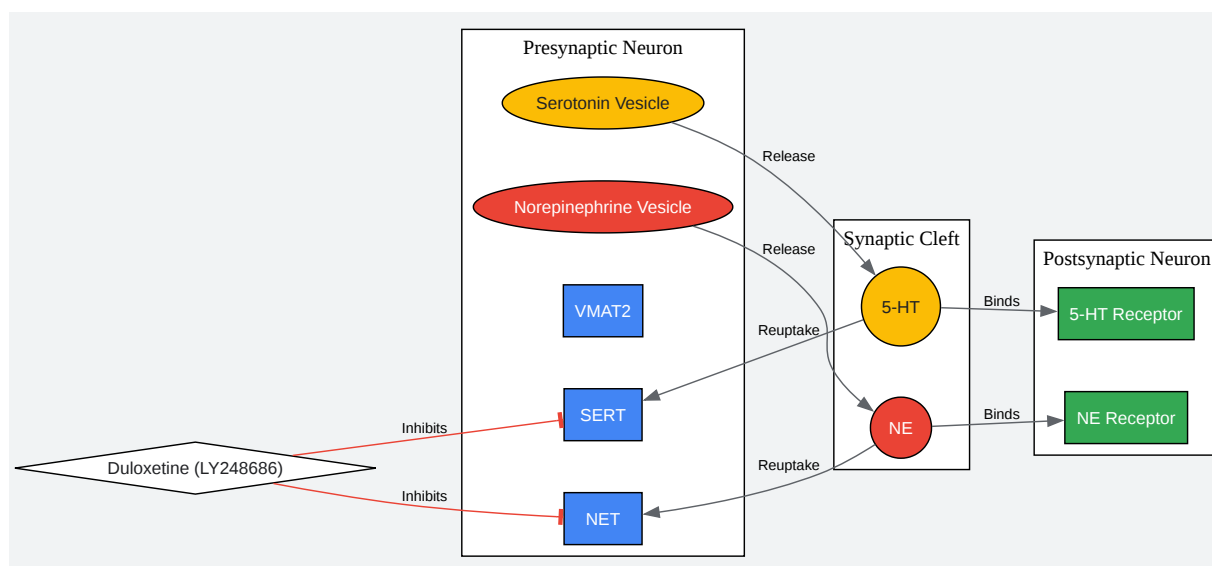 Presynaptic Neuron
Serotonin Vesicle
Release
Norepinephrine Vesicle
Release
Synaptic Cleft
Postsynaptic Neuron
VMAT2
5-HT
Binds
5-HT Receptor
Reuptake
SERT
Inhibits
NE
Binds
NE Receptor
Duloxetine (LY248686)
Reuptake
Inhibits
NET